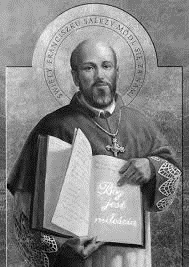 ŚWIĘTY FRANCISZKU SALEZY MÓDL SIĘ ZA NAMI
Bóg
jest
miłością